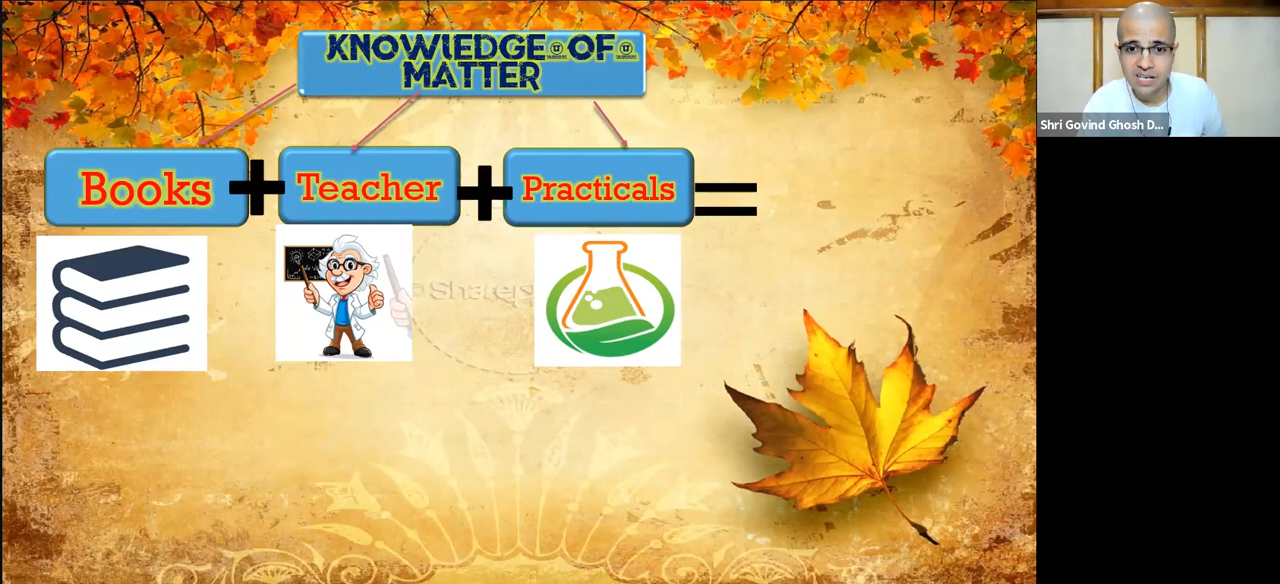 KNOWLEDGE OF
MATTER
Books + Teacher + Practicals =
Shri Govind Ghosh D...